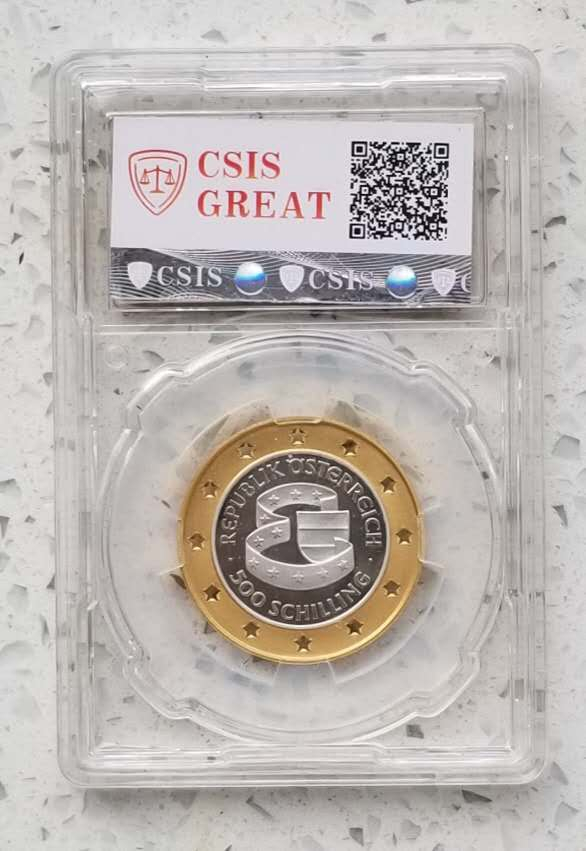 CSIS
GREAT
CSIS CSIS
REPUBLIK ÖSTERREICH
500 SCHILLING